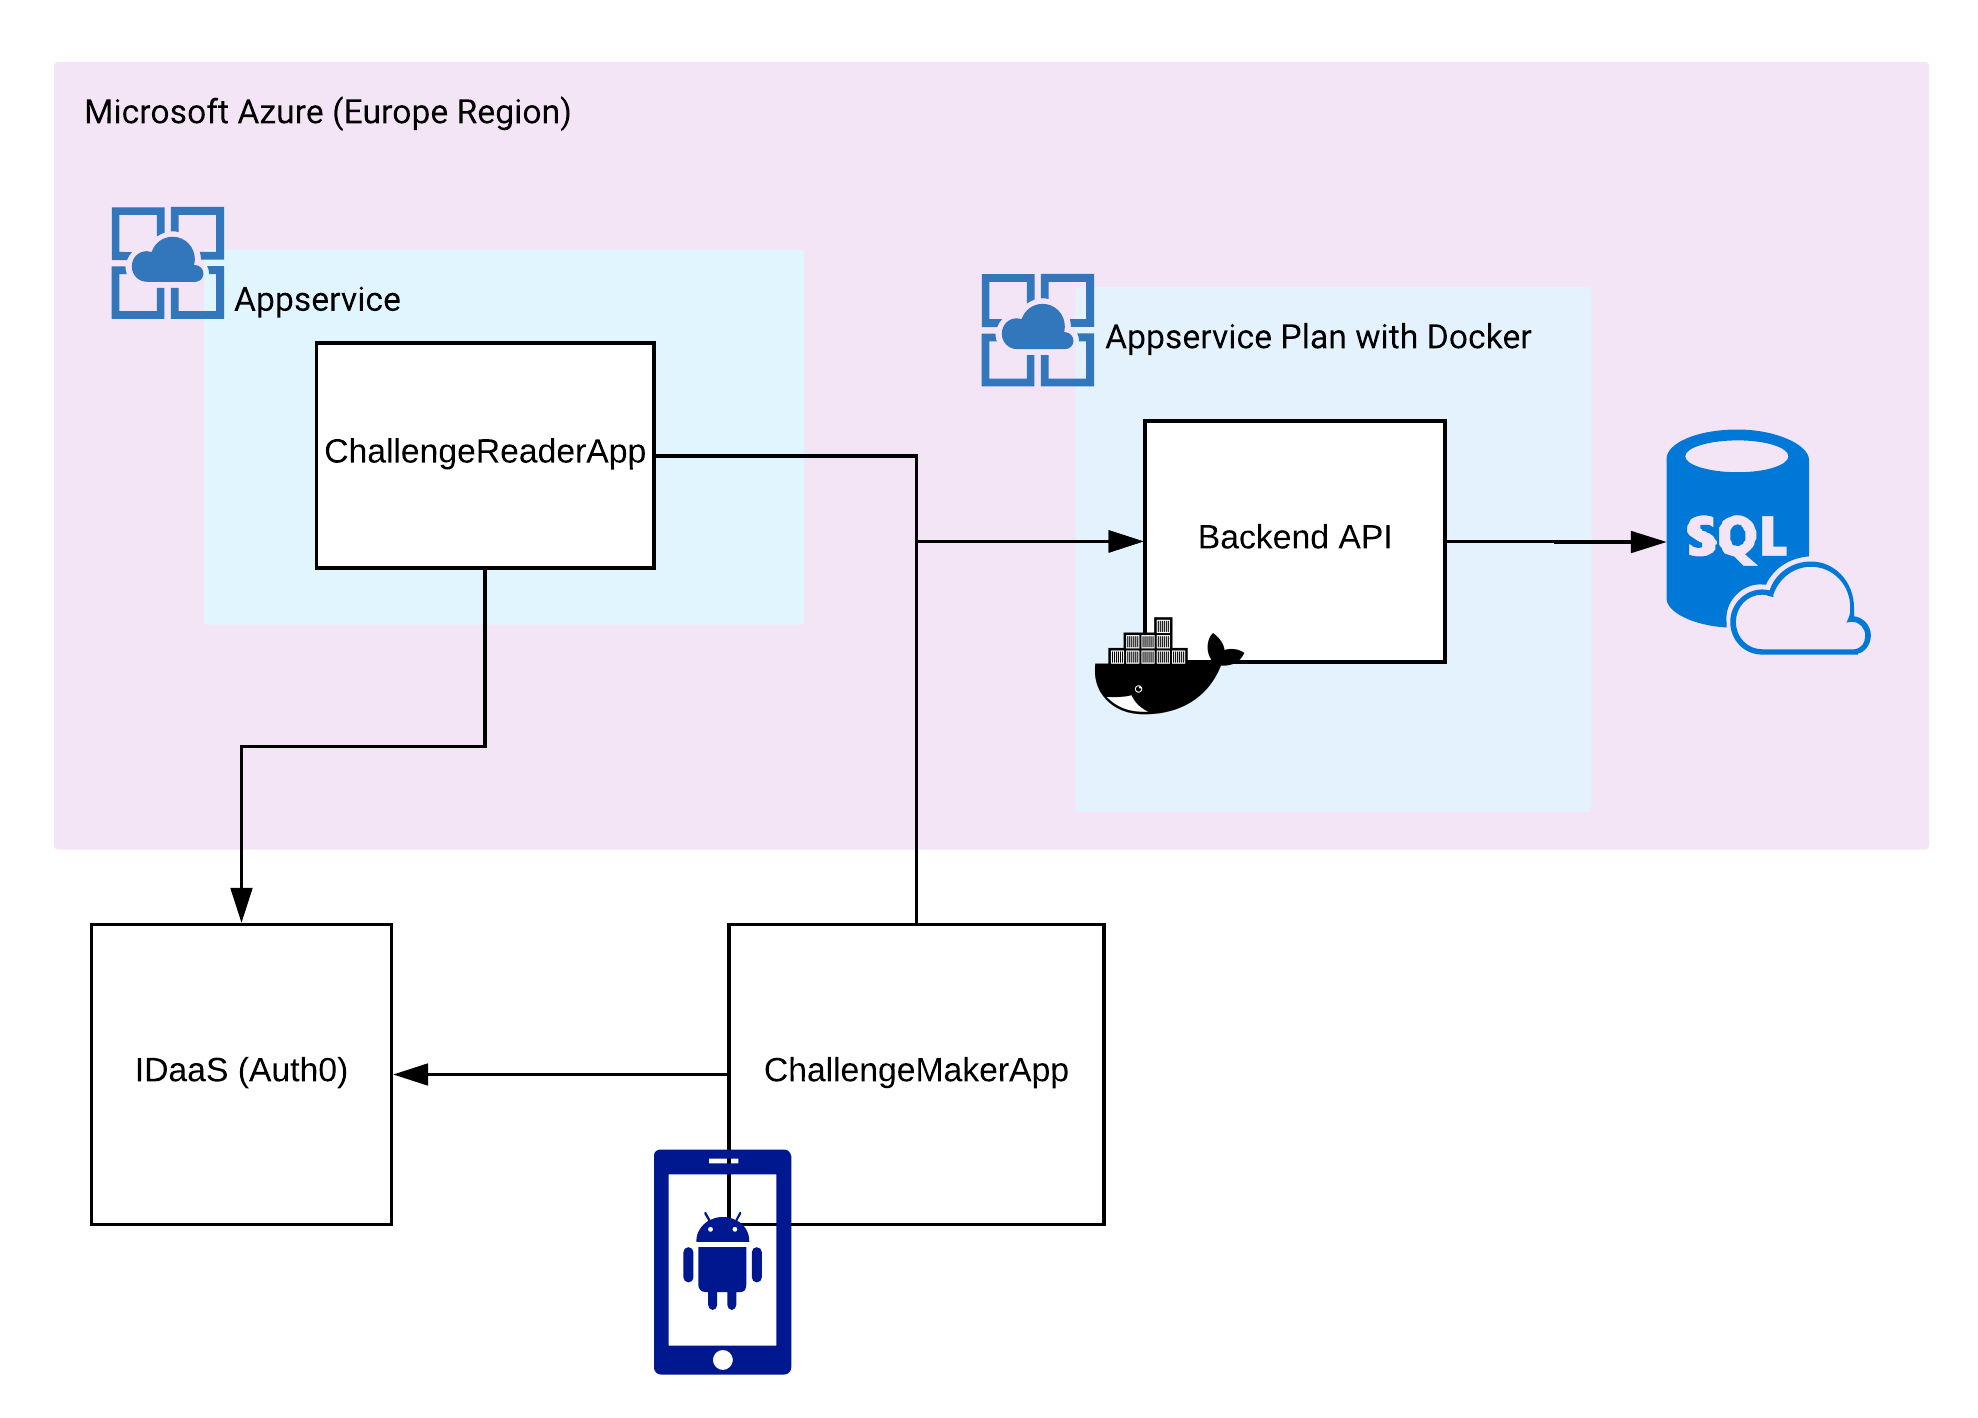 Microsoft Azure (Europe Region)
Appservice
ChallengeReaderApp
Appservice Plan with Docker
Backend API
SQL
IDaaS (Auth0)
ChallengeMakerApp